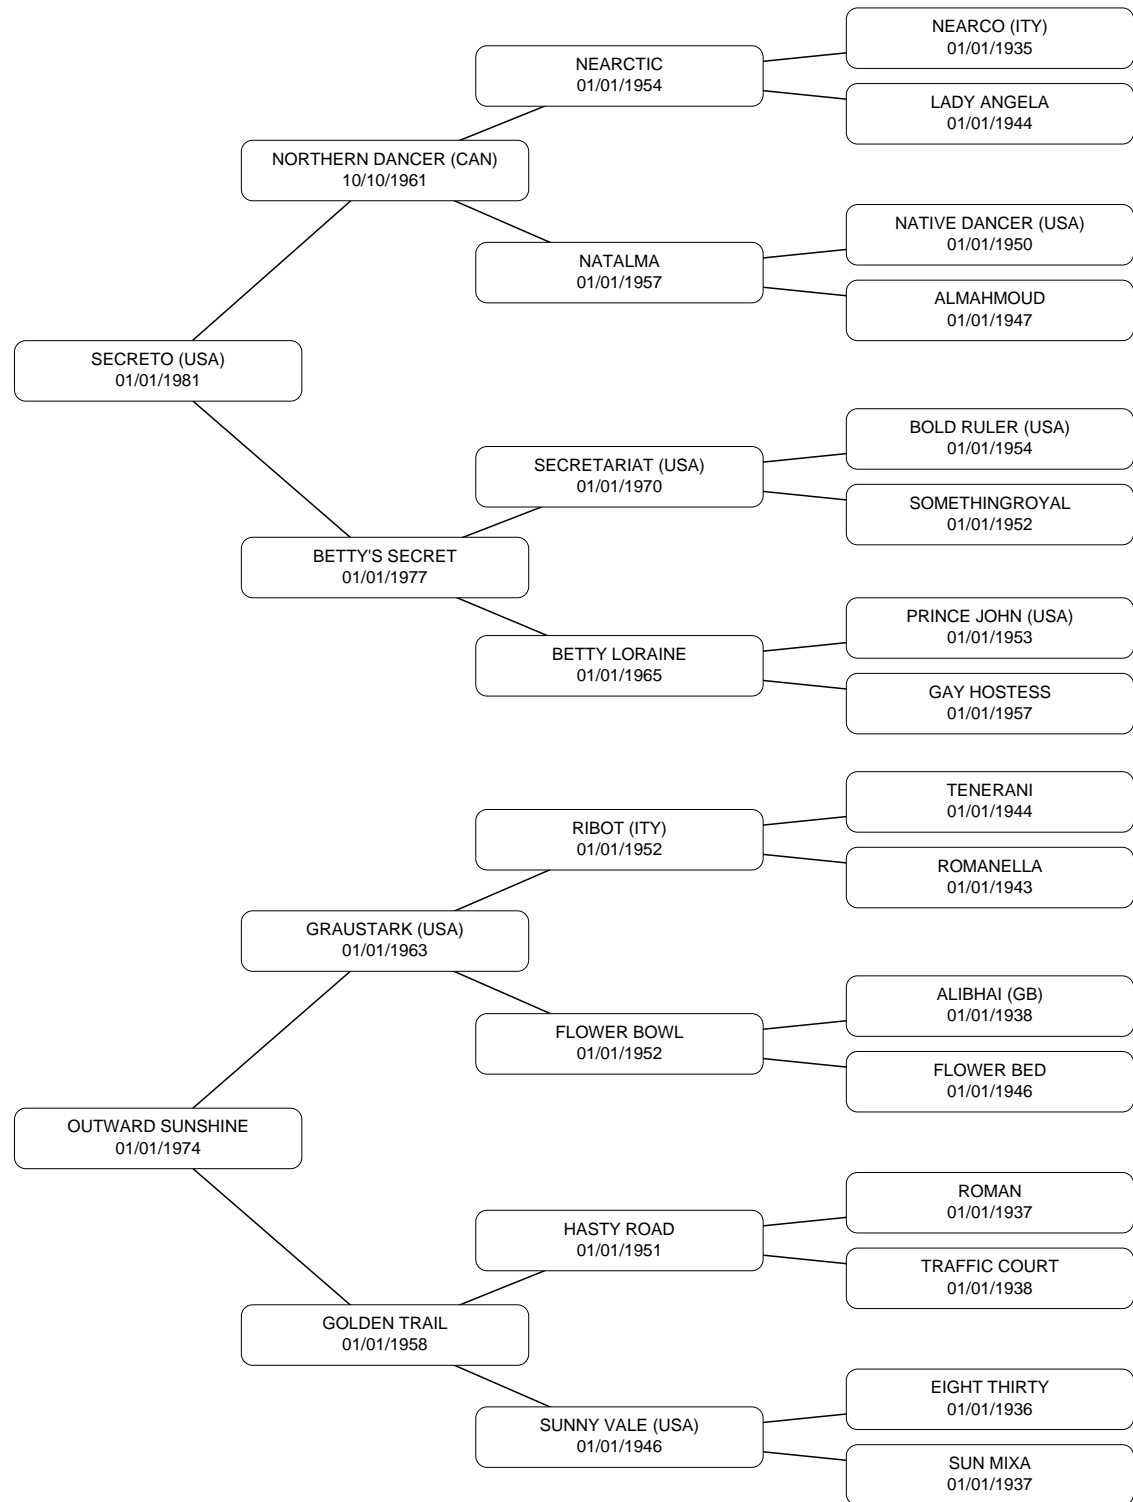 NEARCO (ITY)
01/01/1935
NEARCTIC
01/01/1954
LADY ANGELA
01/01/1944
NORTHERN DANCER (CAN)
10/10/1961
NATIVE DANCER (USA)
01/01/1950
NATALMA
01/01/1957
ALMAHMOUD
01/01/1947
SECRETO (USA)
01/01/1981
BOLD RULER (USA)
01/01/1954
SECRETARIAT (USA)
01/01/1970
SOMETHINGROYAL
01/01/1952
BETTY'S SECRET
01/01/1977
PRINCE JOHN (USA)
01/01/1953
BETTY LORAINE
01/01/1965
GAY HOSTESS
01/01/1957
TENERANI
01/01/1944
RIBOT (ITY)
01/01/1952
ROMANELLA
01/01/1943
GRAUSTARK (USA)
01/01/1963
ALIBHAI (GB)
01/01/1938
FLOWER BOWL
01/01/1952
FLOWER BED
01/01/1946
OUTWARD SUNSHINE
01/01/1974
ROMAN
01/01/1937
HASTY ROAD
01/01/1951
TRAFFIC COURT
01/01/1938
GOLDEN TRAIL
01/01/1958
EIGHT THIRTY
01/01/1936
SUNNY VALE (USA)
01/01/1946
SUN MIXA
01/01/1937